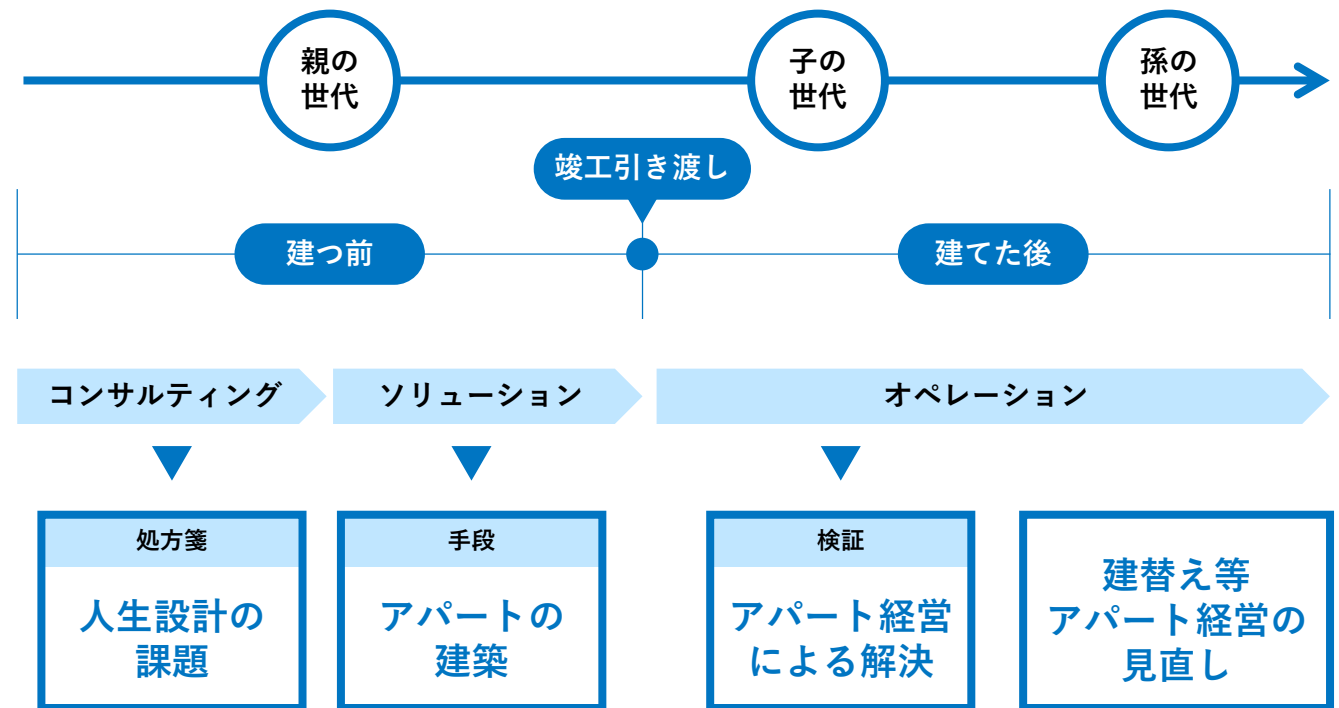 親の
世代
子の
世代
孫の
世代
竣工引き渡し
建つ前
建てた後
コンサルティング
ソリューション
オペレーション
処方箋
人生設計の
課題
手段
アパートの
建築
検証
アパート経営
による解決
建替え等
アパート経営の
見直し